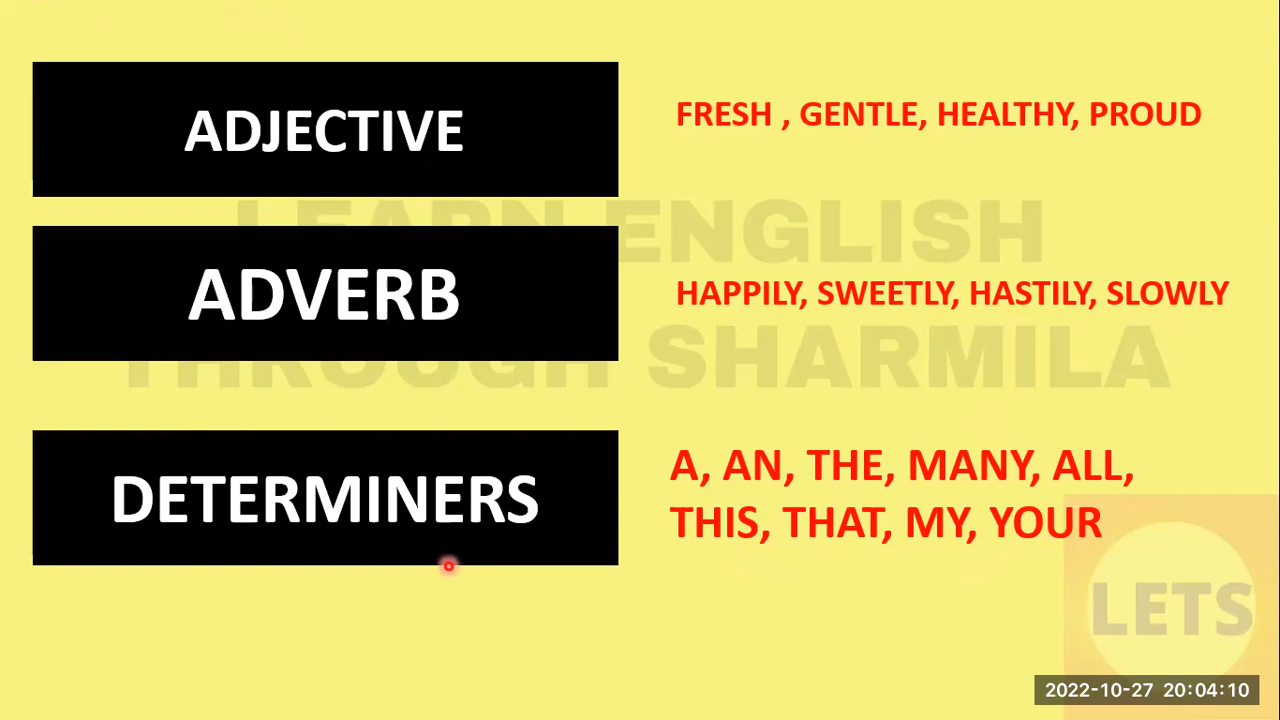 ADJECTIVE
FRESH , GENTLE, HEALTHY, PROUD
LEARN ENGLISH
ADVERB
HAPPILY, SWEETLY, HASTILY, SLOWLY
THROUGH SHARMILA
DETERMINERS
A, AN, THE, MANY, ALL,
THIS, THAT, MY, YOUR
LETS
2022-10-27 20:04:10